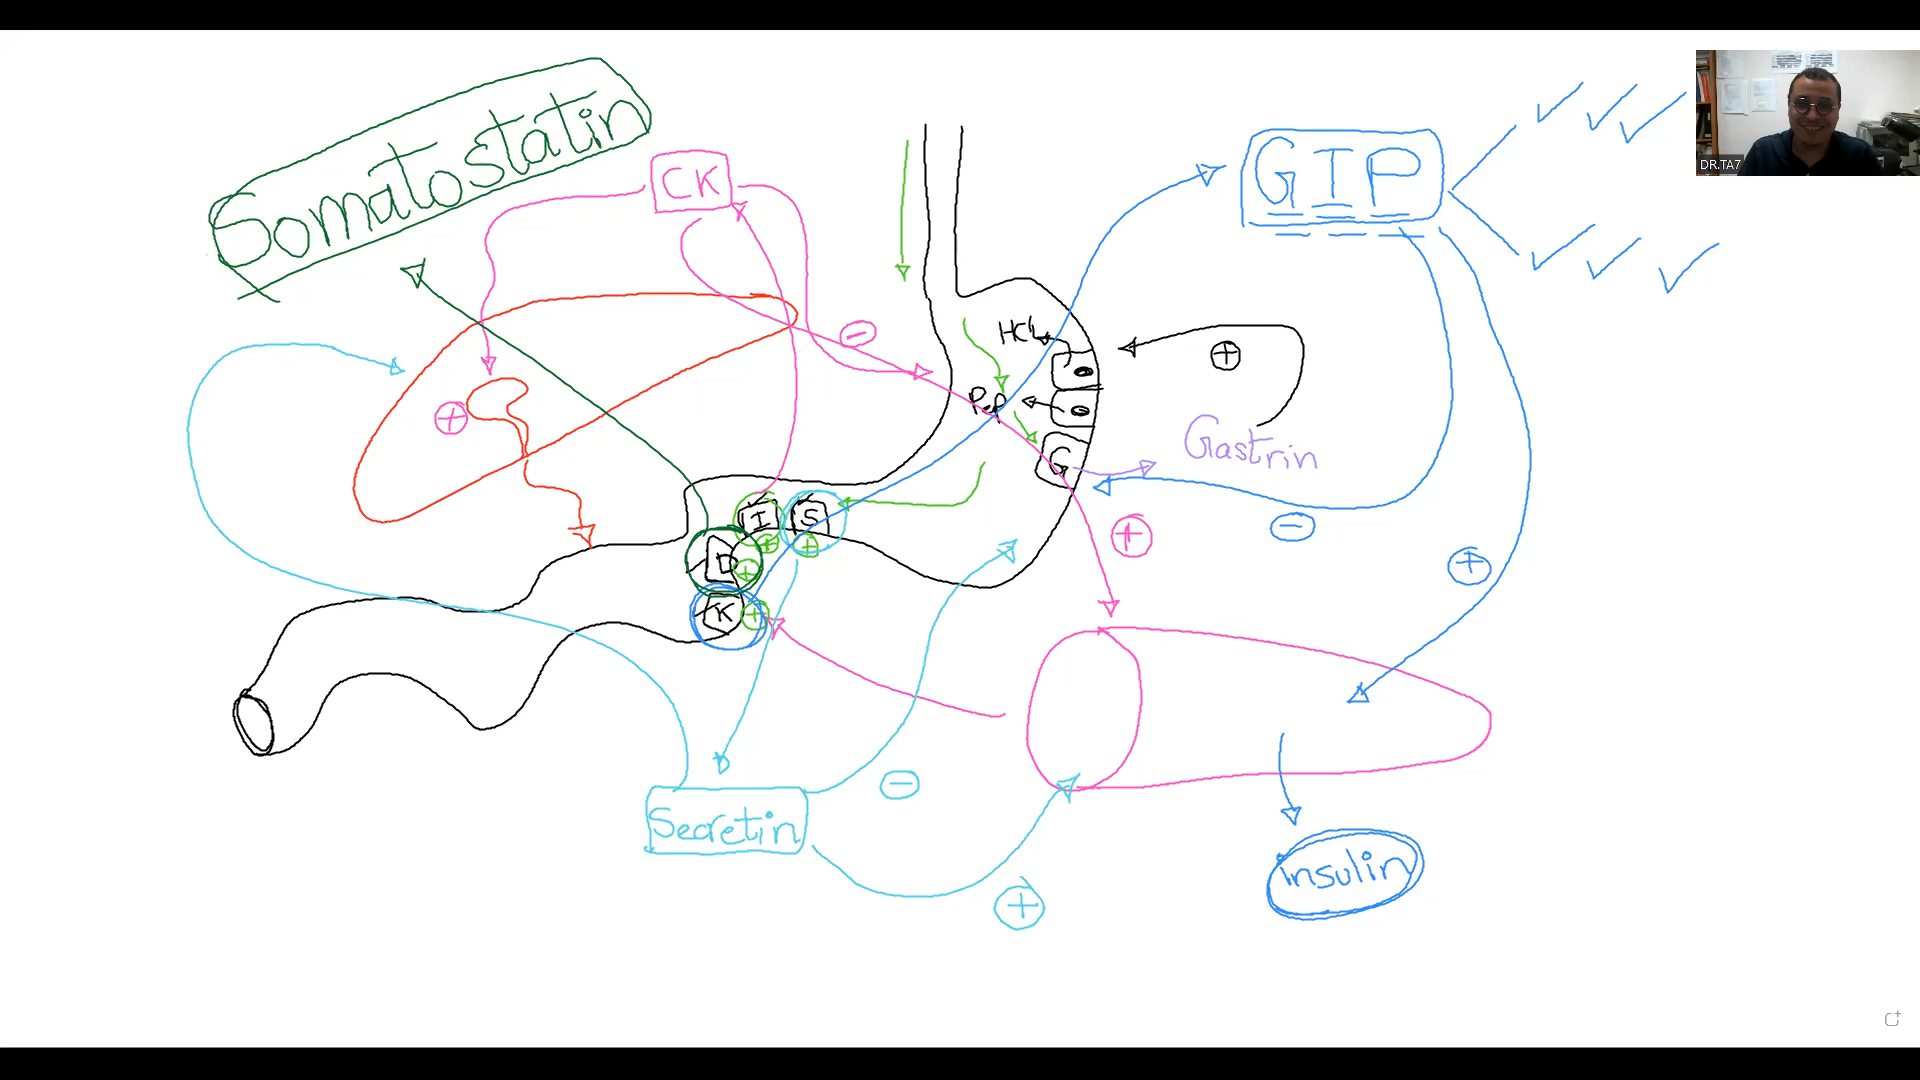 Somatostatin
CK
GIP
DR.TA7
HCl
Pep
G
Gastrin
I
S
D
K
Secretin
insulin